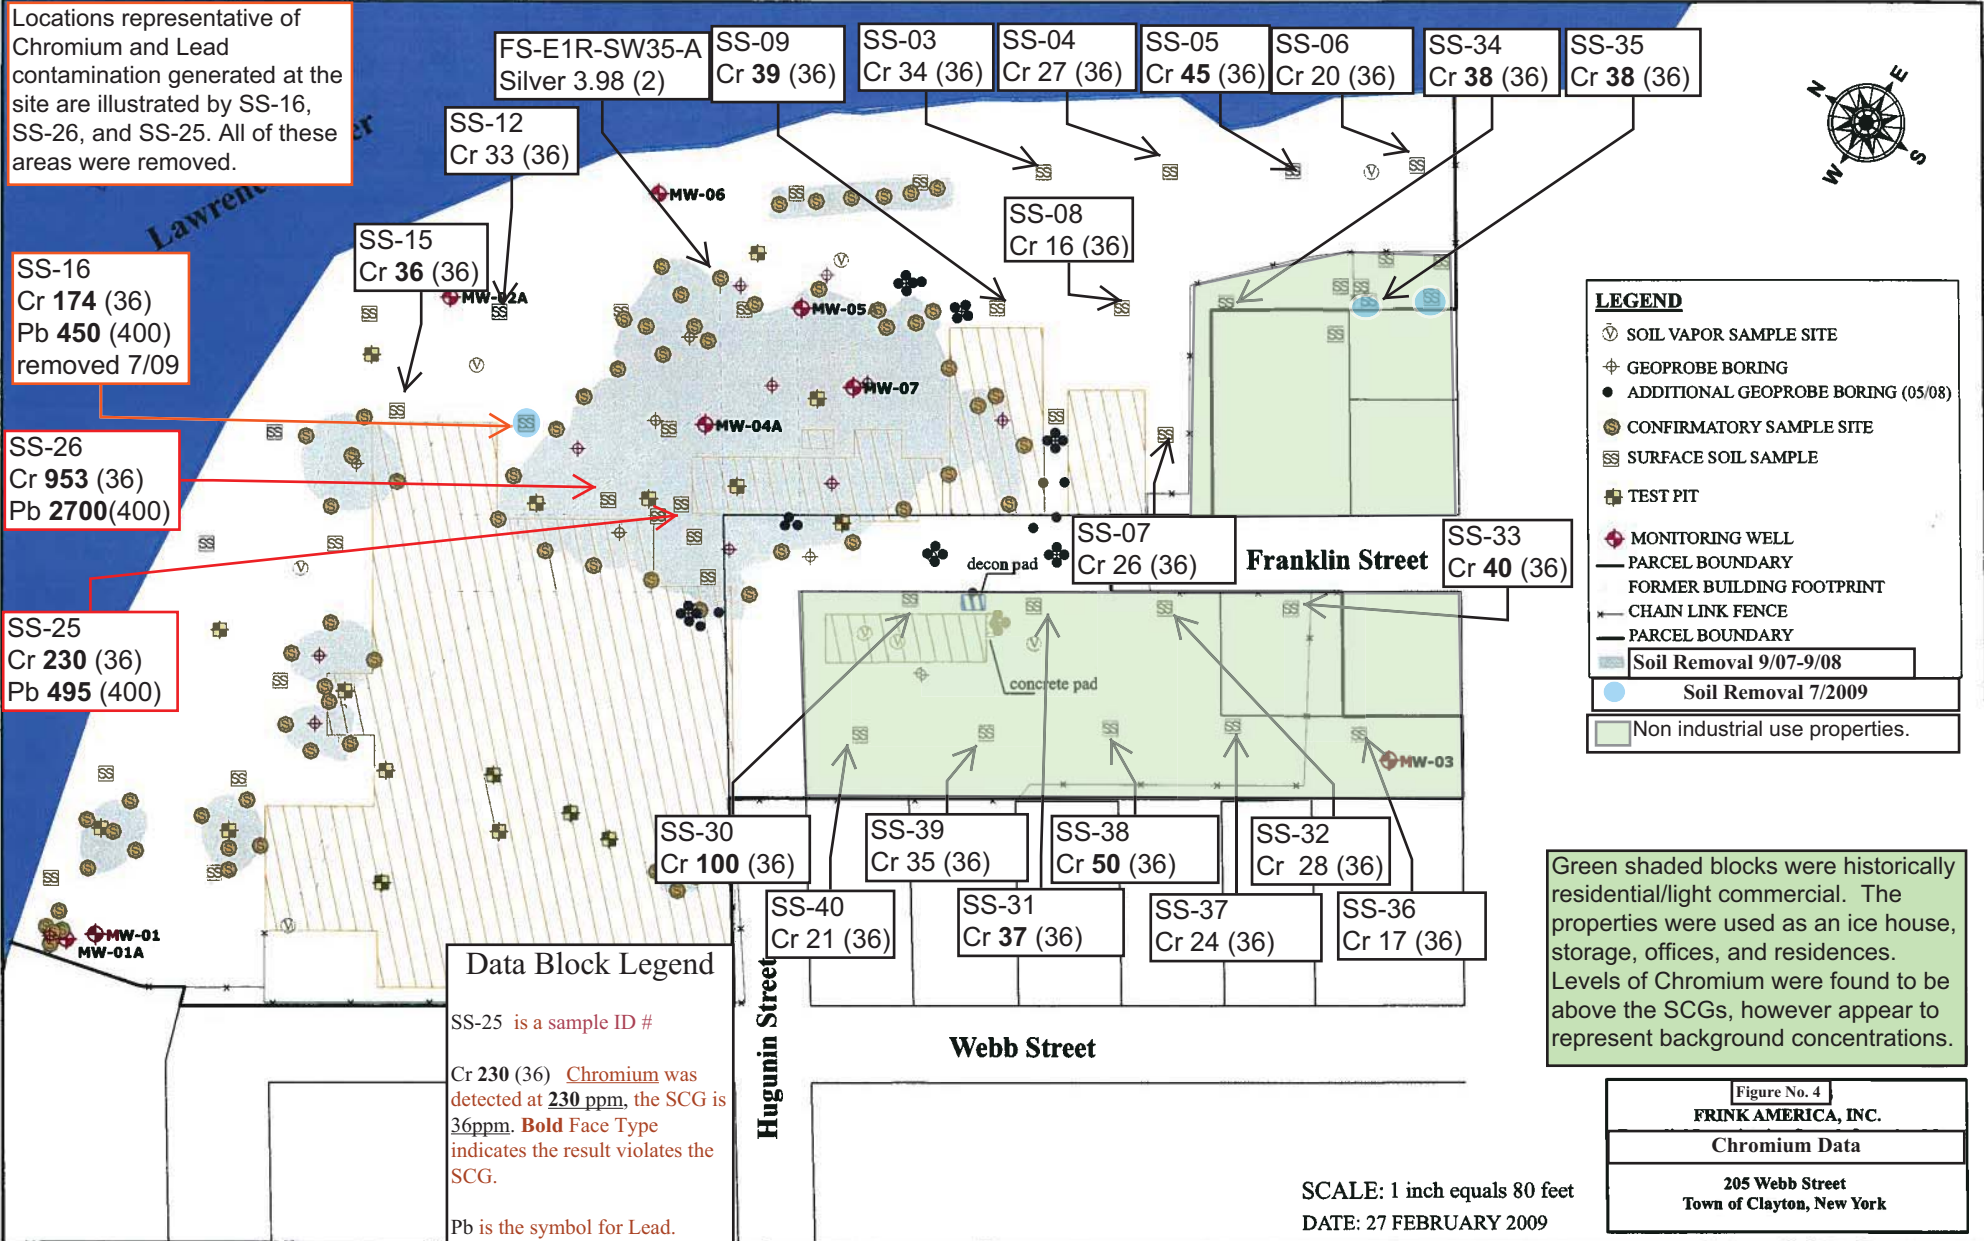 Locations representative of
Chromium and Lead
contamination generated at the
site are illustrated by SS-16,
SS-26, and SS-25. All of these
areas were removed.
FS-E1R-SW35-A
Silver 3.98 (2)
SS-09
Cr 39 (36)
SS-03
Cr 34 (36)
SS-04
Cr 27 (36)
SS-05
Cr 45 (36)
SS-06
Cr 20 (36)
SS-34
Cr 38 (36)
SS-35
Cr 38 (36)
N
E
S
W
SS-12
Cr 33 (36)
MW-06
SS-08
Cr 16 (36)
SS-15
Cr 36 (36)
MW-02A
MW-05
MW-07
MW-04A
SS-16
Cr 174 (36)
Pb 450 (400)
removed 7/09
SS-26
Cr 953 (36)
Pb 2700(400)
SS-25
Cr 230 (36)
Pb 495 (400)
LEGEND
SOIL VAPOR SAMPLE SITE
GEOPROBE BORING
ADDITIONAL GEOPROBE BORING (05/08)
CONFIRMATORY SAMPLE SITE
SURFACE SOIL SAMPLE
TEST PIT
MONITORING WELL
PARCEL BOUNDARY
FORMER BUILDING FOOTPRINT
CHAIN LINK FENCE
PARCEL BOUNDARY
Soil Removal 9/07-9/08
Soil Removal 7/2009
Non industrial use properties.
SS-07
Cr 26 (36)
Franklin Street
SS-33
Cr 40 (36)
decon pad
concrete pad
MW-03
SS-30
Cr 100 (36)
SS-39
Cr 35 (36)
SS-38
Cr 50 (36)
SS-32
Cr 28 (36)
SS-40
Cr 21 (36)
SS-31
Cr 37 (36)
SS-37
Cr 24 (36)
SS-36
Cr 17 (36)
MW-01
MW-01A
Green shaded blocks were historically
residential/light commercial. The
properties were used as an ice house,
storage, offices, and residences.
Levels of Chromium were found to be
above the SCGs, however appear to
represent background concentrations.
Data Block Legend
SS-25 is a sample ID #
Cr 230 (36) Chromium was
detected at 230 ppm, the SCG is
36ppm. Bold Face Type
indicates the result violates the
SCG.
Pb is the symbol for Lead.
Hugunin Street
Webb Street
SCALE: 1 inch equals 80 feet
DATE: 27 FEBRUARY 2009
Figure No. 4
FRINK AMERICA, INC.
Chromium Data
205 Webb Street
Town of Clayton, New York